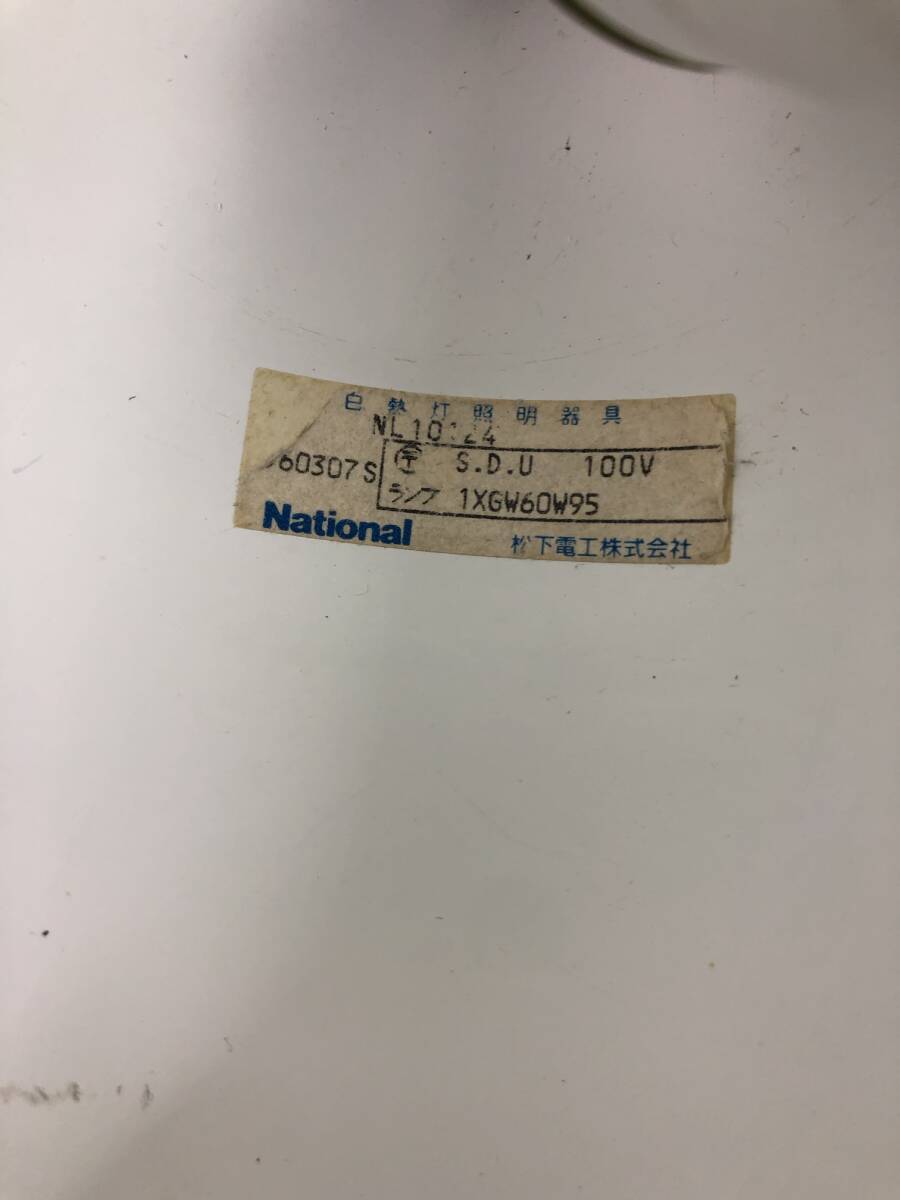 白熱灯照明器具
60307S
S.D.U 100V
ランプ 1XGW60W95
National
松下電工株式会社